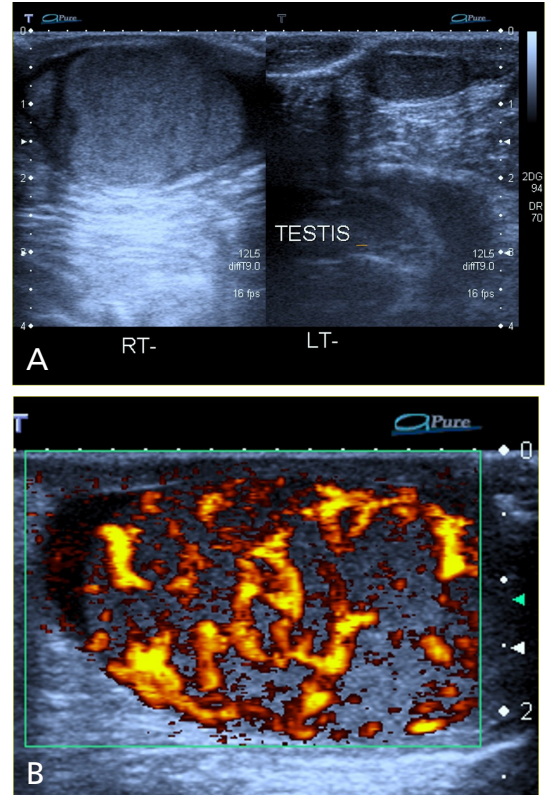 T aPure T aPure
0 0
1 1
2 2
2DG
94
DR
70
TESTIS
3 12L5 12L5 3
diffT9.0 diffT9.0
16 fps 16 fps
4 4
RT- LT-
A
T aPure
0
2
B